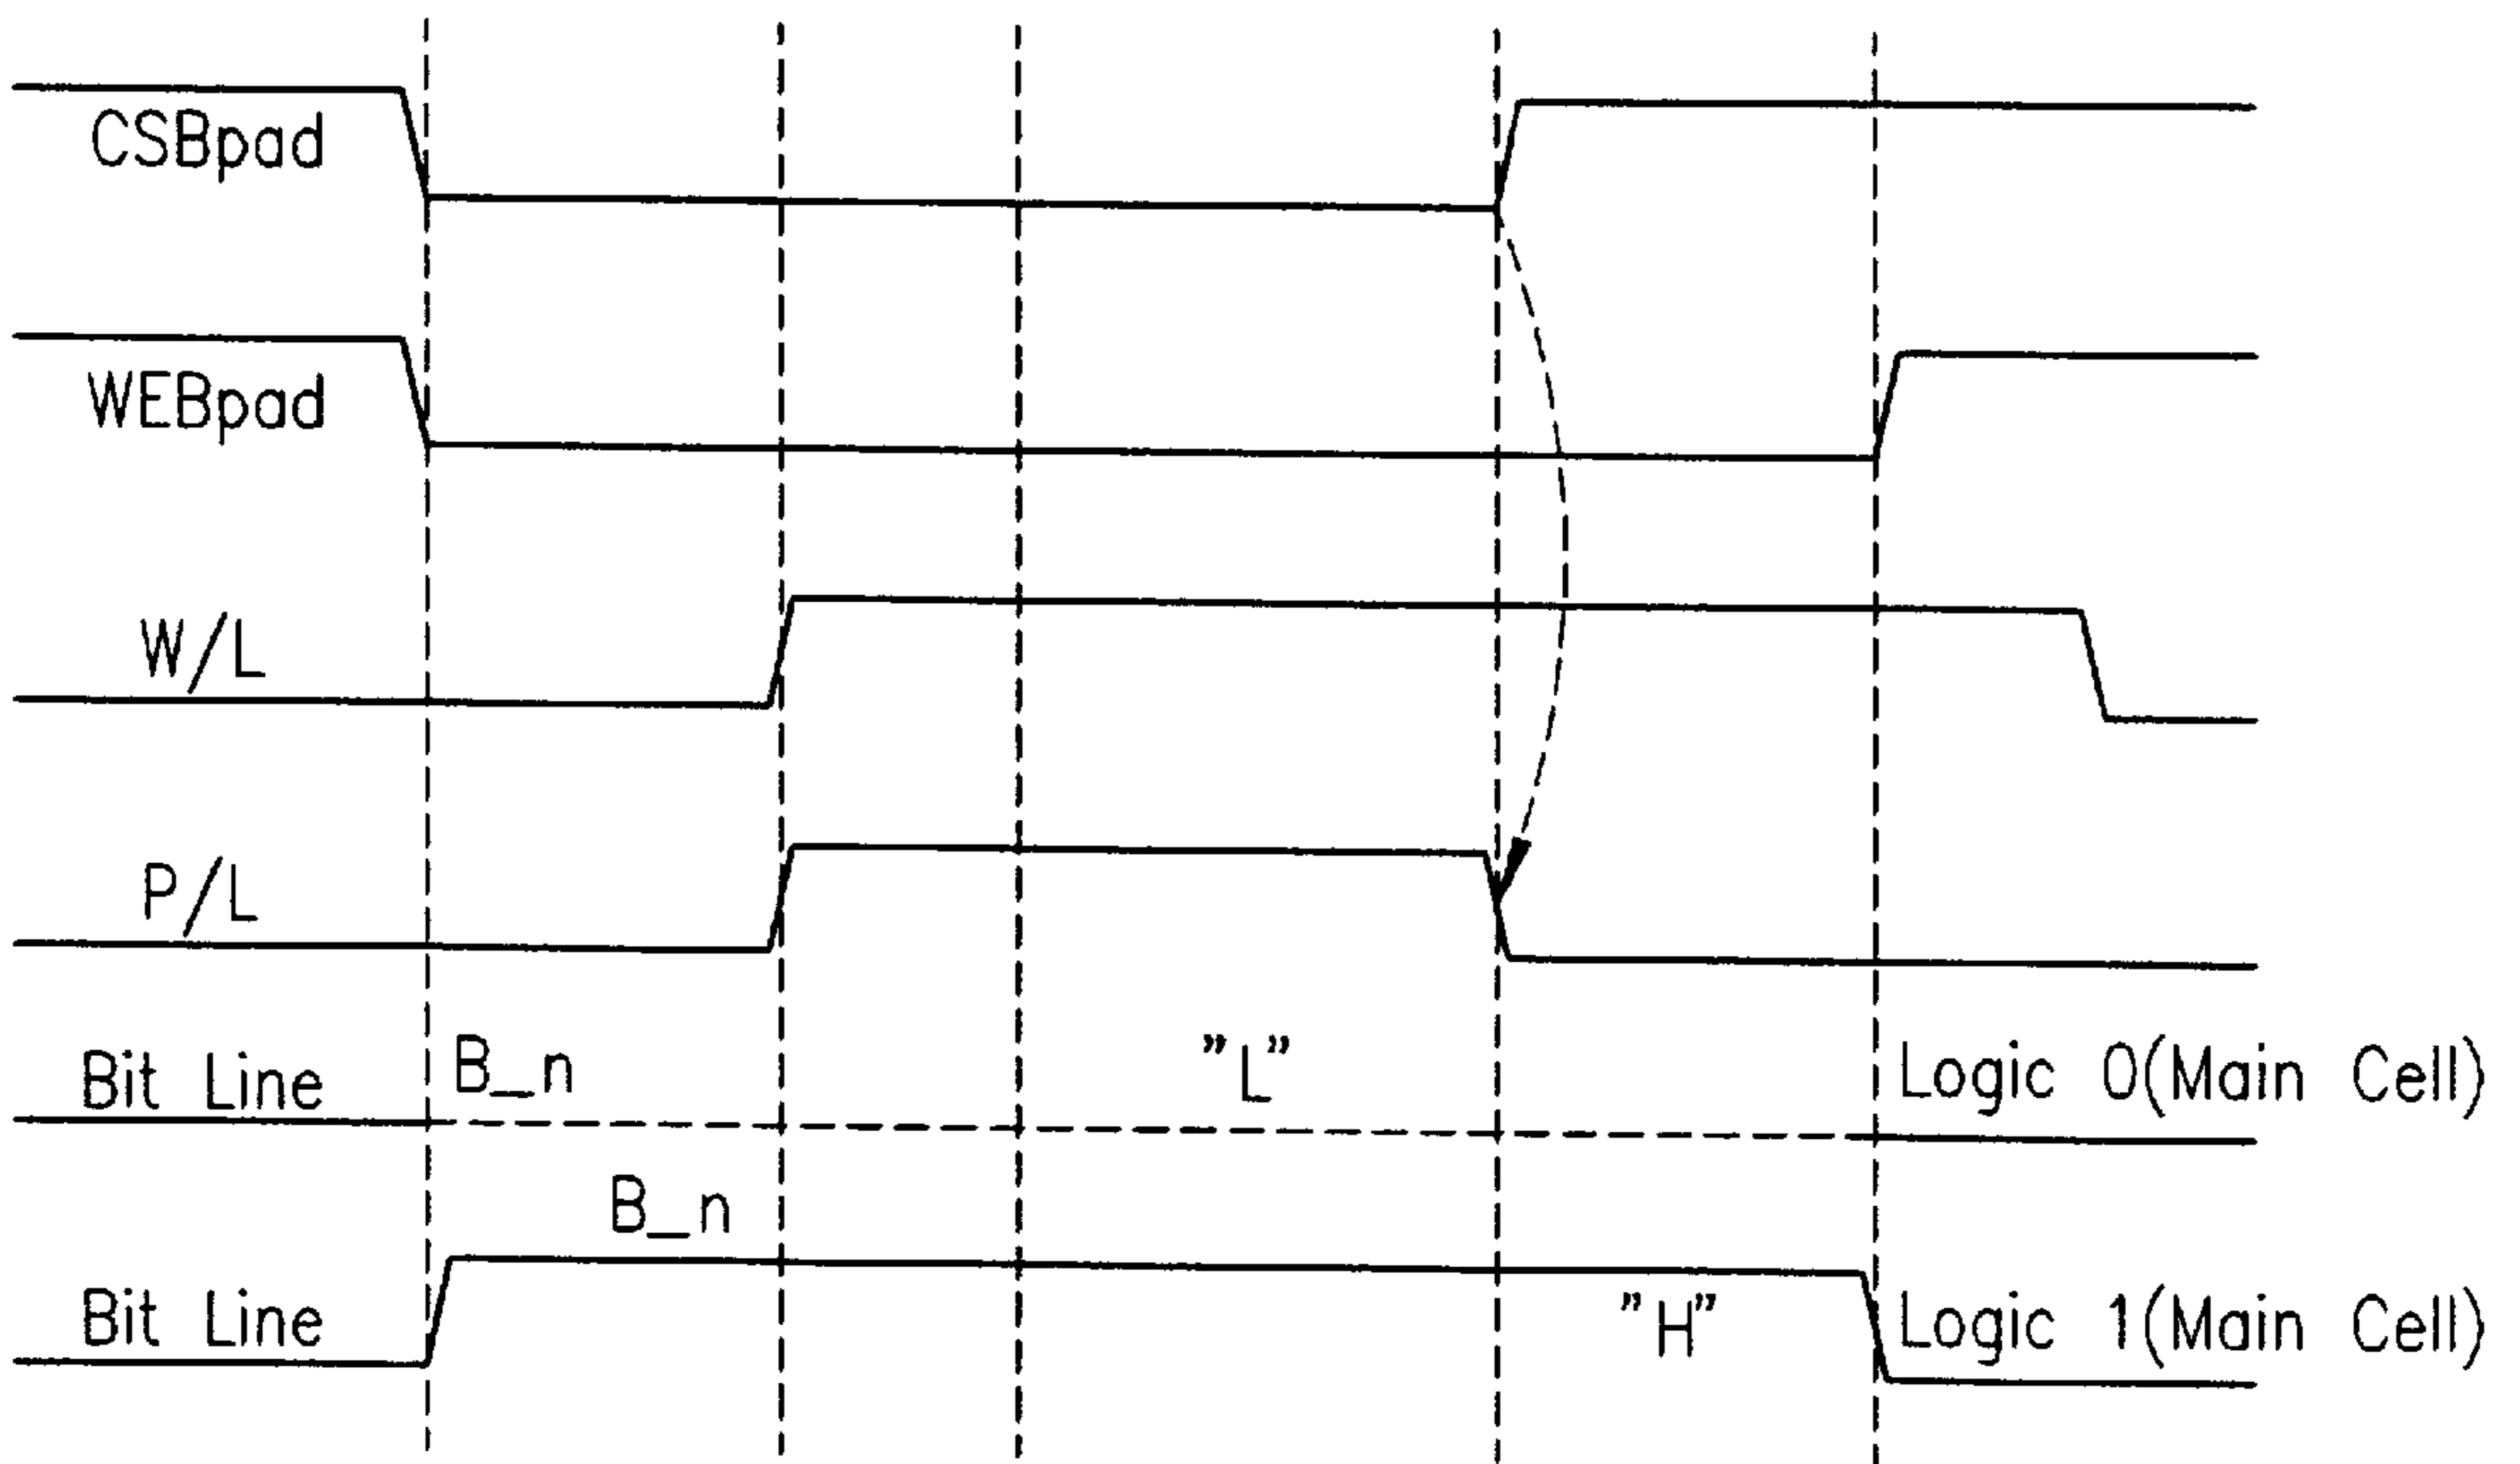 CSBpad
WEBpad
W/L
P/L
Bit Line B_n ”L” Logic 0(Main Cell)
B_n
Bit Line ”H” Logic 1(Main Cell)